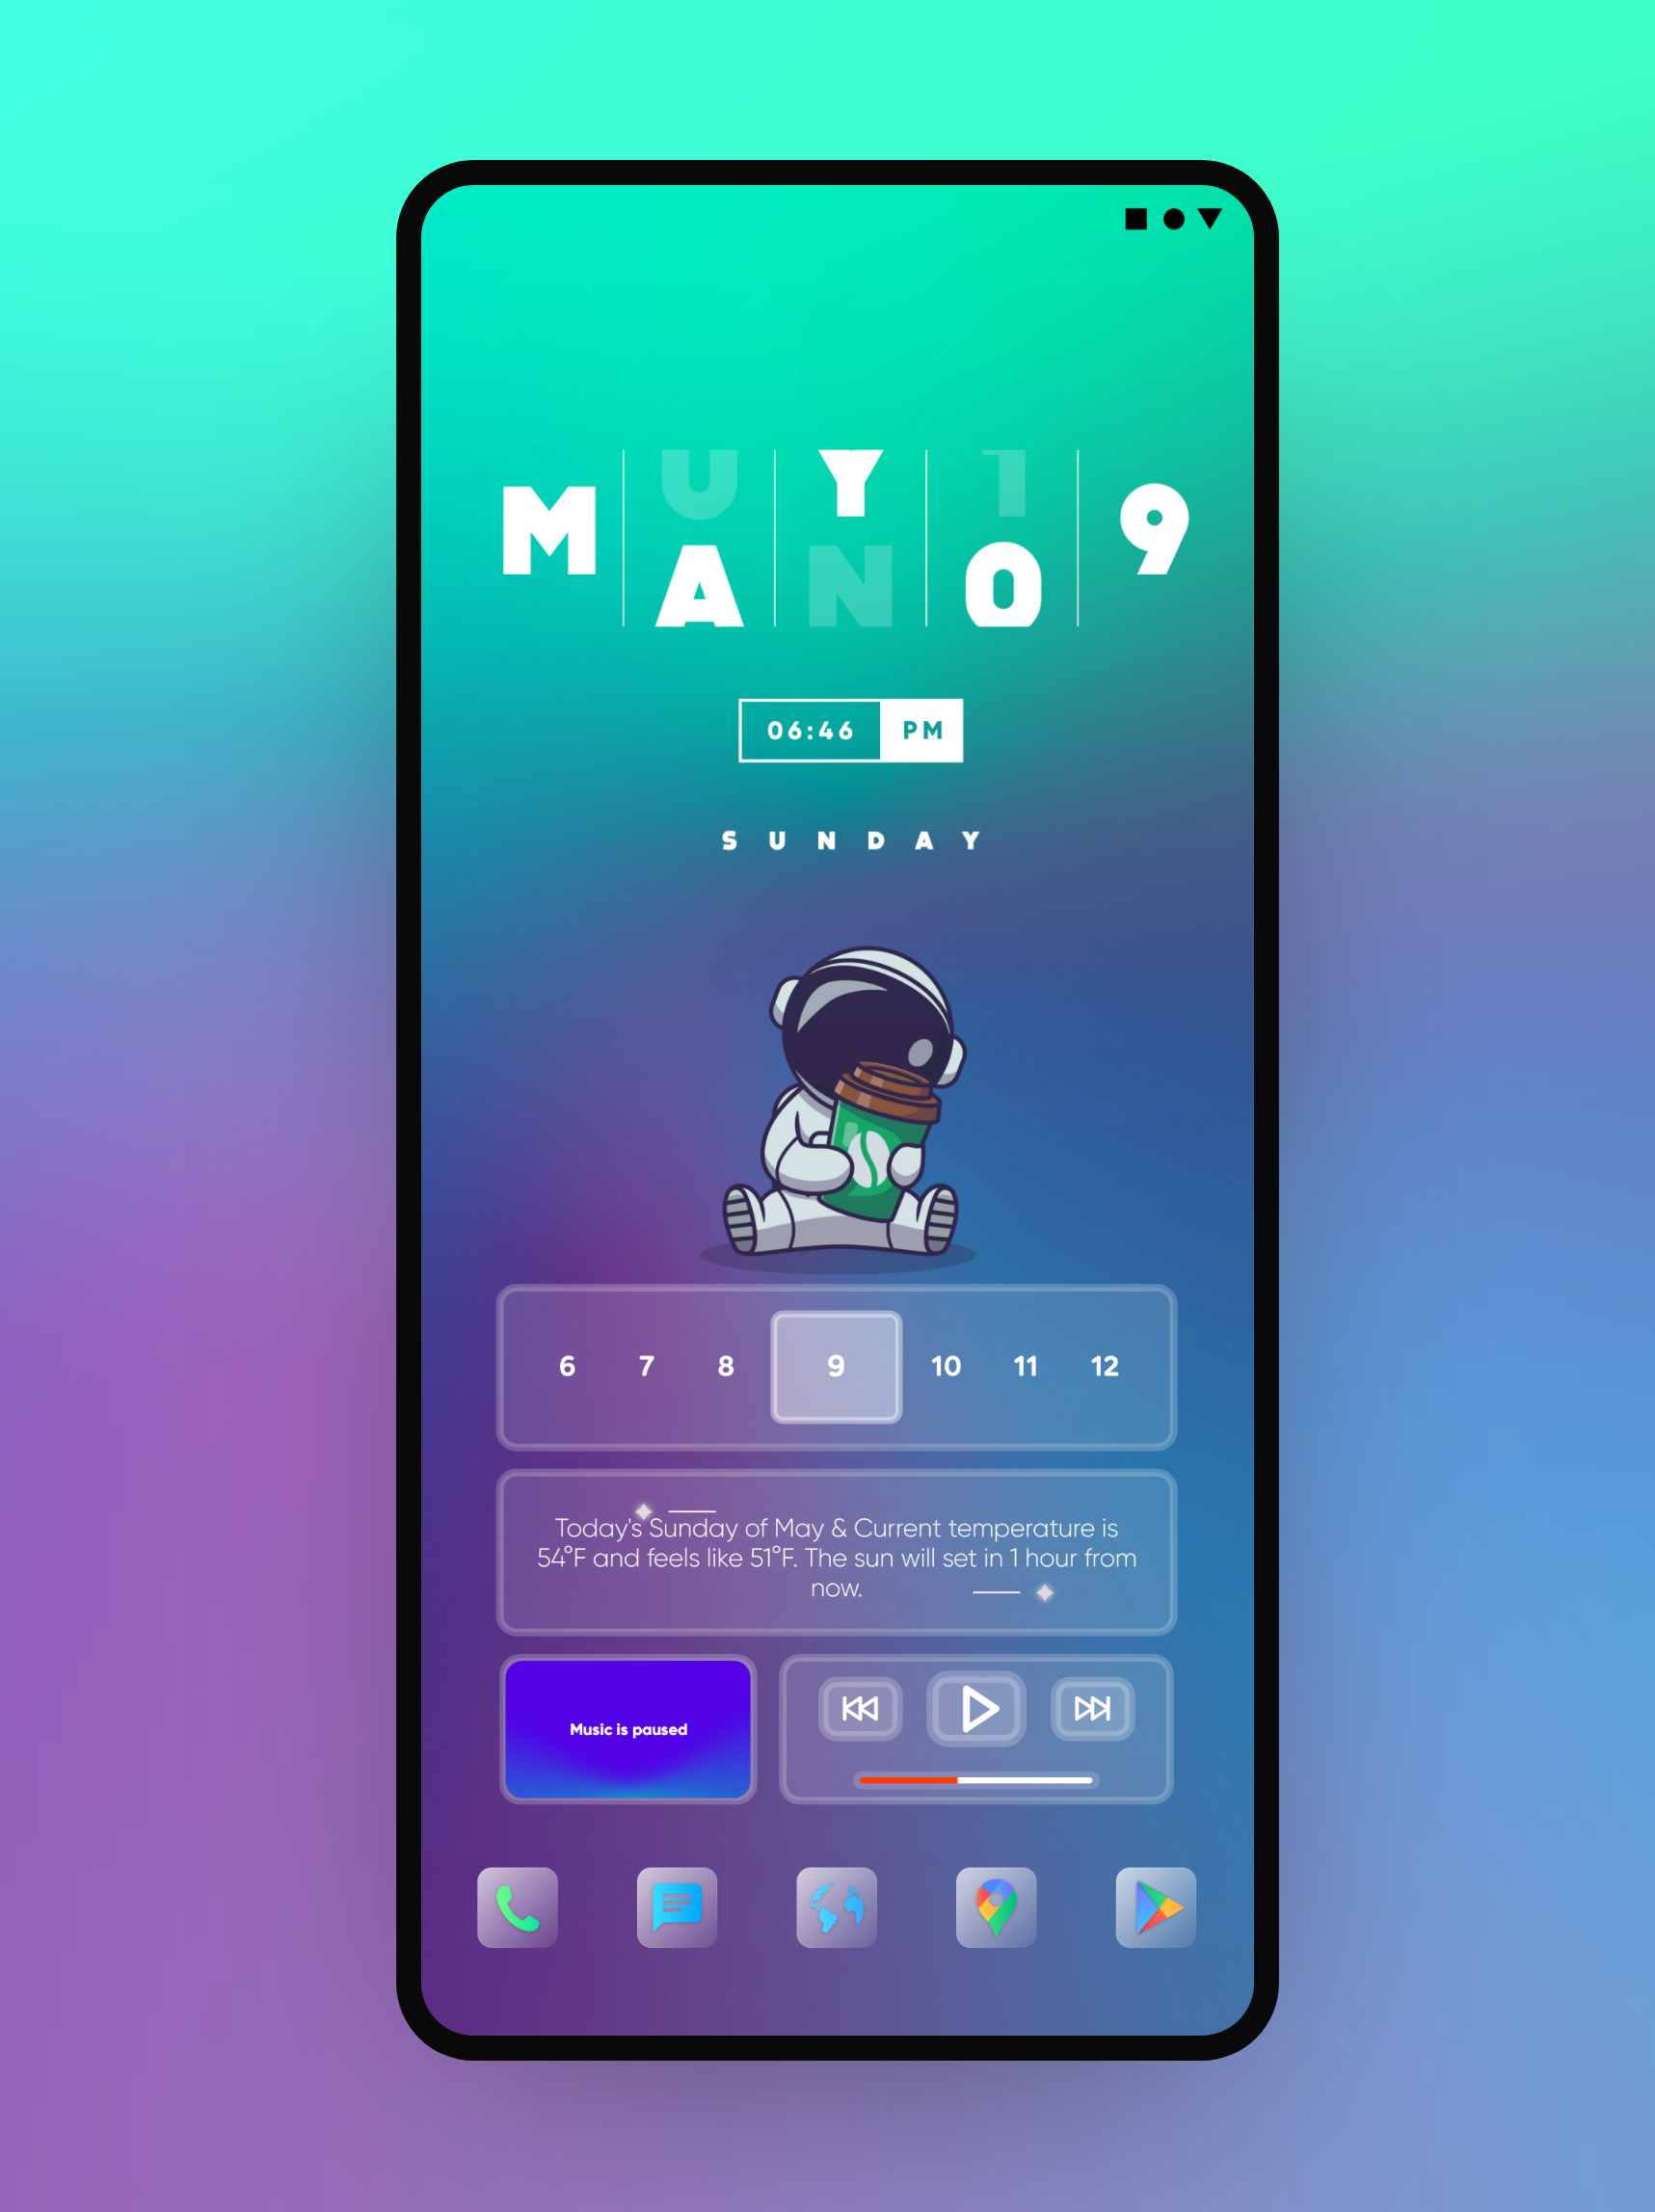 U Y 1
M A N 0 9
06:46 PM
SUNDAY
6 7 8 9 10 11 12
Today's Sunday of May & Current temperature is
54°F and feels like 51°F. The sun will set in 1 hour from
now.
Music is paused